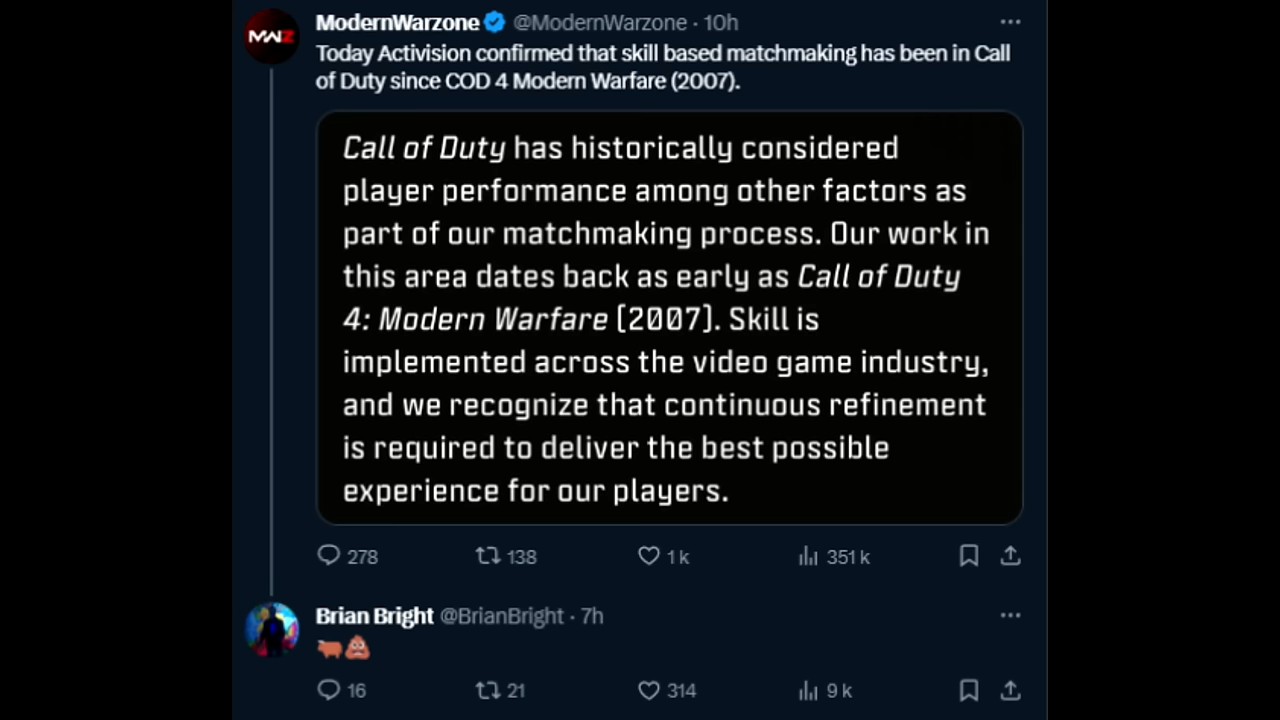 ModernWarzone @ModernWarzone · 10h
MWZ
Today Activision confirmed that skill based matchmaking has been in Call
of Duty since COD 4 Modern Warfare (2007).
Call of Duty has historically considered
player performance among other factors as
part of our matchmaking process. Our work in
this area dates back as early as Call of Duty
4: Modern Warfare [2007]. Skill is
implemented across the video game industry,
and we recognize that continuous refinement
is required to deliver the best possible
experience for our players.
278 138 1 k 351 k
Brian Bright @BrianBright · 7h
🐂💩
16 21 314 9 k